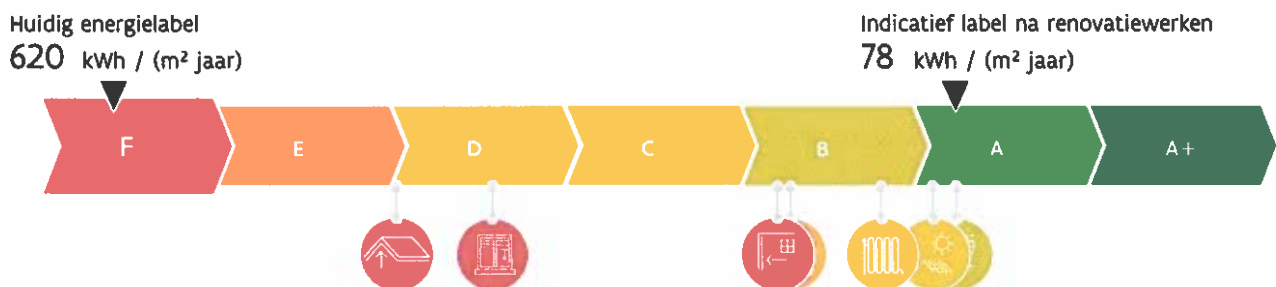 Huidig energielabel
620 kWh / (m² jaar)
Indicatief label na renovatiewerken
78 kWh / (m² jaar)
F E D C B A A+